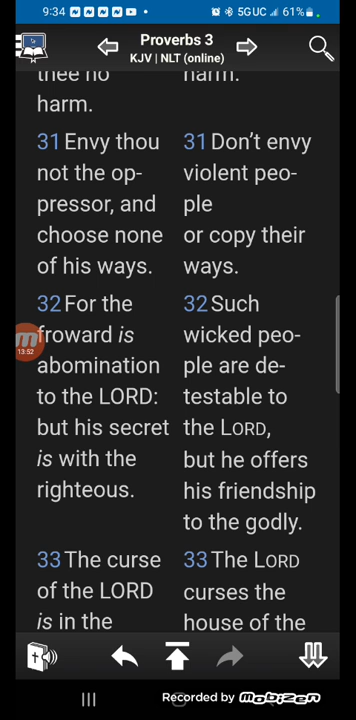 9:34 5GUC 61%
Proverbs 3
KJV | NLT (online)
thee no
harm.
31 Envy thou
not the op-
pressor, and
choose none
of his ways.
32 For the
froward is
abomination
to the LORD:
but his secret
is with the
righteous.
33 The curse
of the LORD
is in the
harm.
31 Don’t envy
violent peo-
ple
or copy their
ways.
32 Such
wicked peo-
ple are de-
testable to
the LORD,
but he offers
his friendship
to the godly.
33 The LORD
curses the
house of the
13:52
Recorded by Mobizen